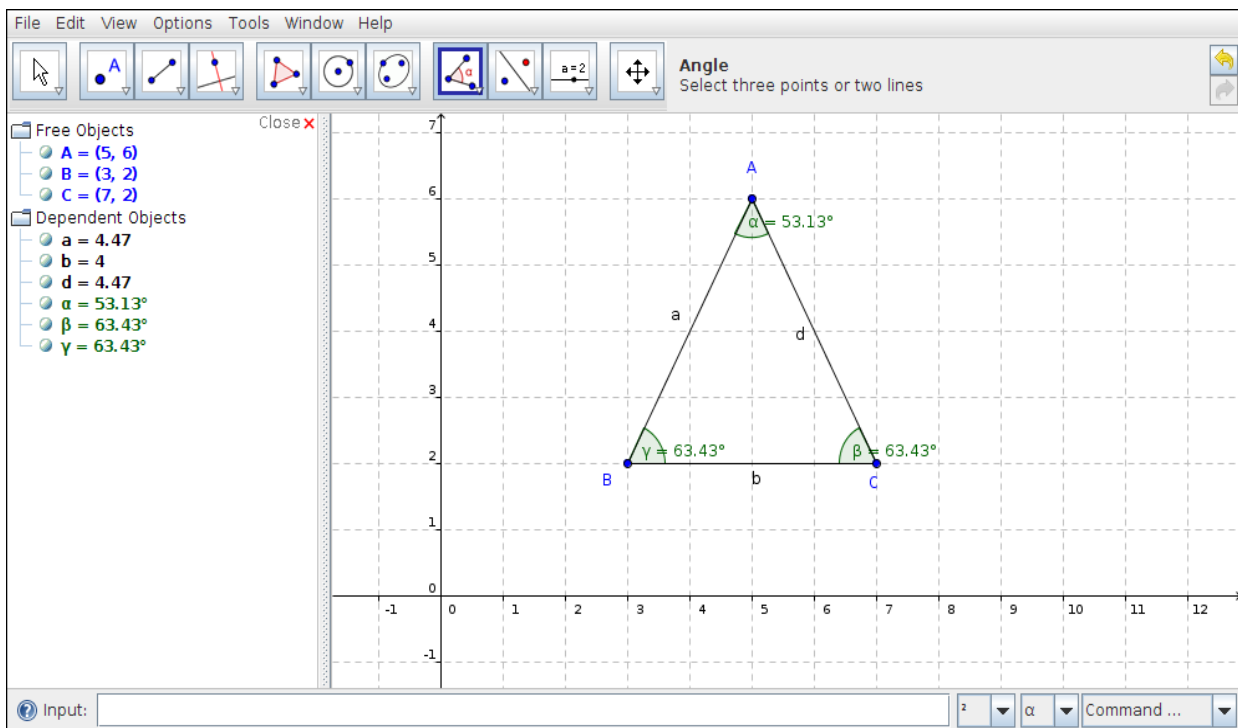 File Edit View Options Tools Window Help
A
α
a=2
Angle
Select three points or two lines
Close
Free Objects
A = (5, 6)
B = (3, 2)
C = (7, 2)
Dependent Objects
a = 4.47
b = 4
d = 4.47
α = 53.13°
β = 63.43°
γ = 63.43°
7
A
6
α = 53.13°
5
a
4
d
3
γ = 63.43°
β = 63.43°
2
B
b
C
1
0
-1 0 1 2 3 4 5 6 7 8 9 10 11 12
-1
Input:
²
α
Command ...